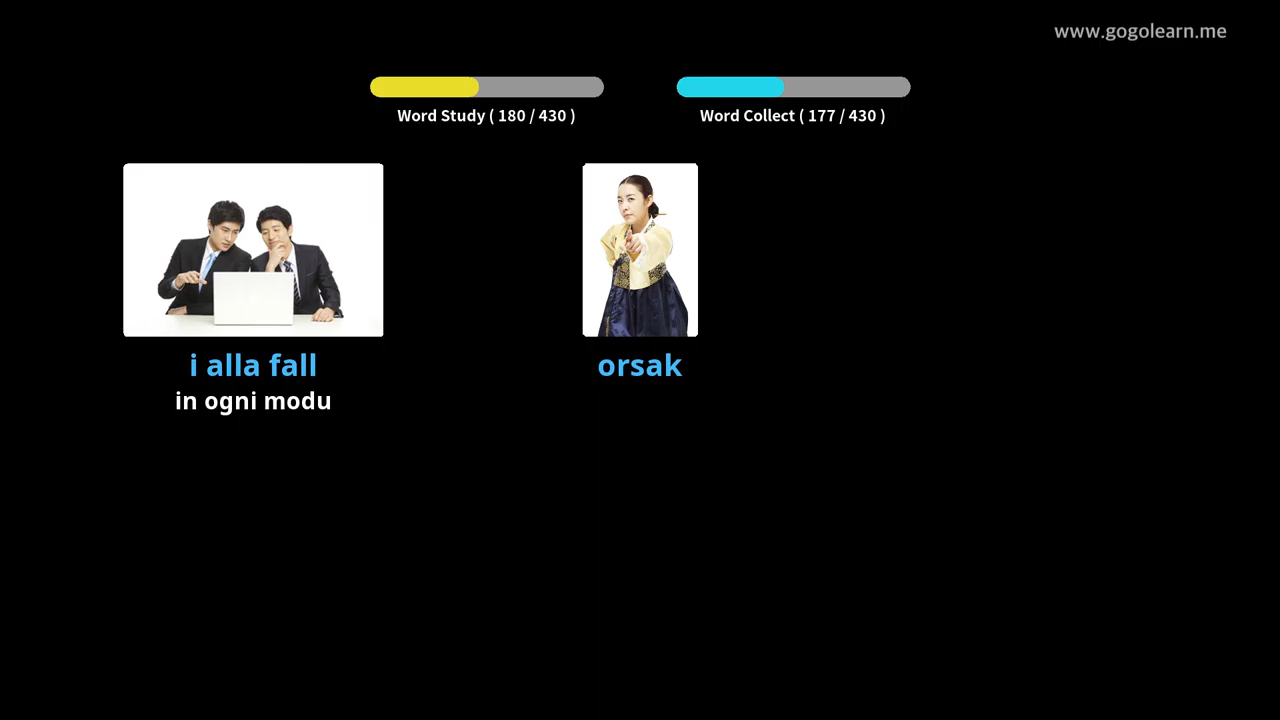 www.gogolearn.me
Word Study ( 180 / 430 )
Word Collect ( 177 / 430 )
i alla fall
in ogni modu
orsak